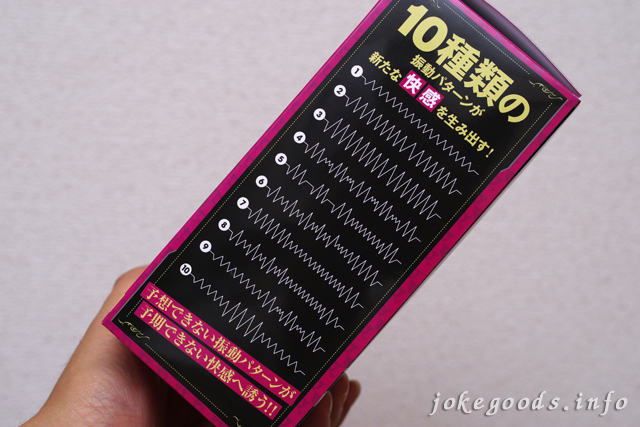 10種類の
振動パターンが
新たな快感を生み出す!
1
2
3
4
5
6
7
8
9
10
予想できない振動パターンが
予期できない快感へ誘う!!
jokegoods.info